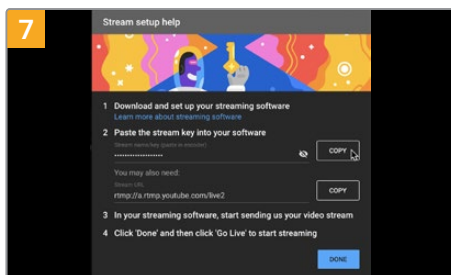 7
Stream setup help
1 Download and set up your streaming software
Learn more about streaming software
2 Paste the stream key into your software
Stream name/key (paste in encoder)
••••••••••••••••••••
COPY
You may also need:
Stream URL
rtmp://a.rtmp.youtube.com/live2
COPY
3 In your streaming software, start sending us your video stream
4 Click 'Done' and then click 'Go Live' to start streaming
DONE